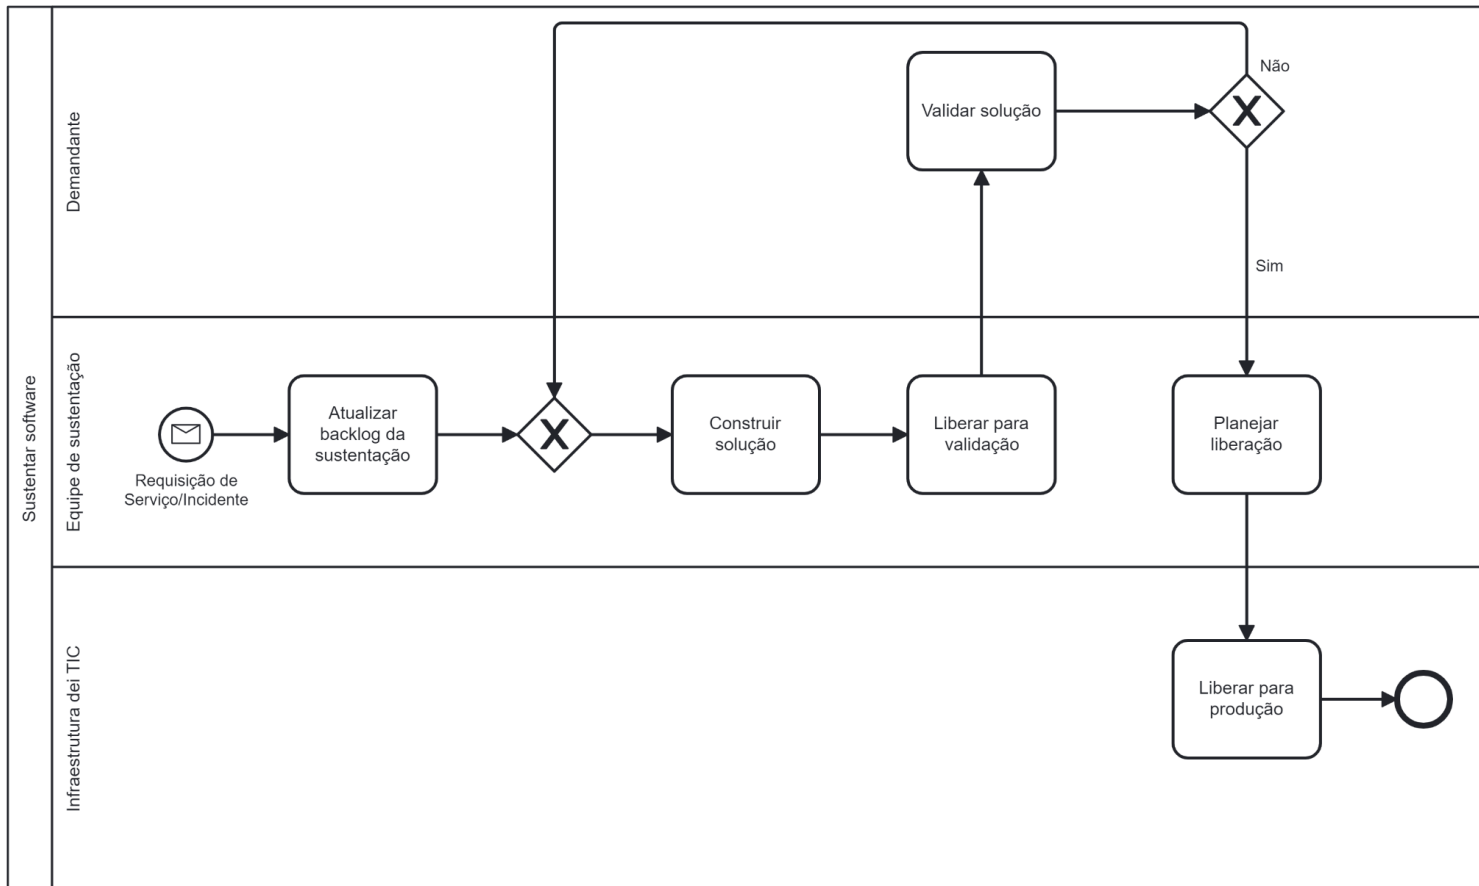 Sustentar software
Demandante
Validar solução
Não
Sim
Equipe de sustentação
Requisição de
Serviço/Incidente
Atualizar
backlog da
sustentação
Construir
solução
Liberar para
validação
Planejar
liberação
Infraestrutura dei TIC
Liberar para
produção